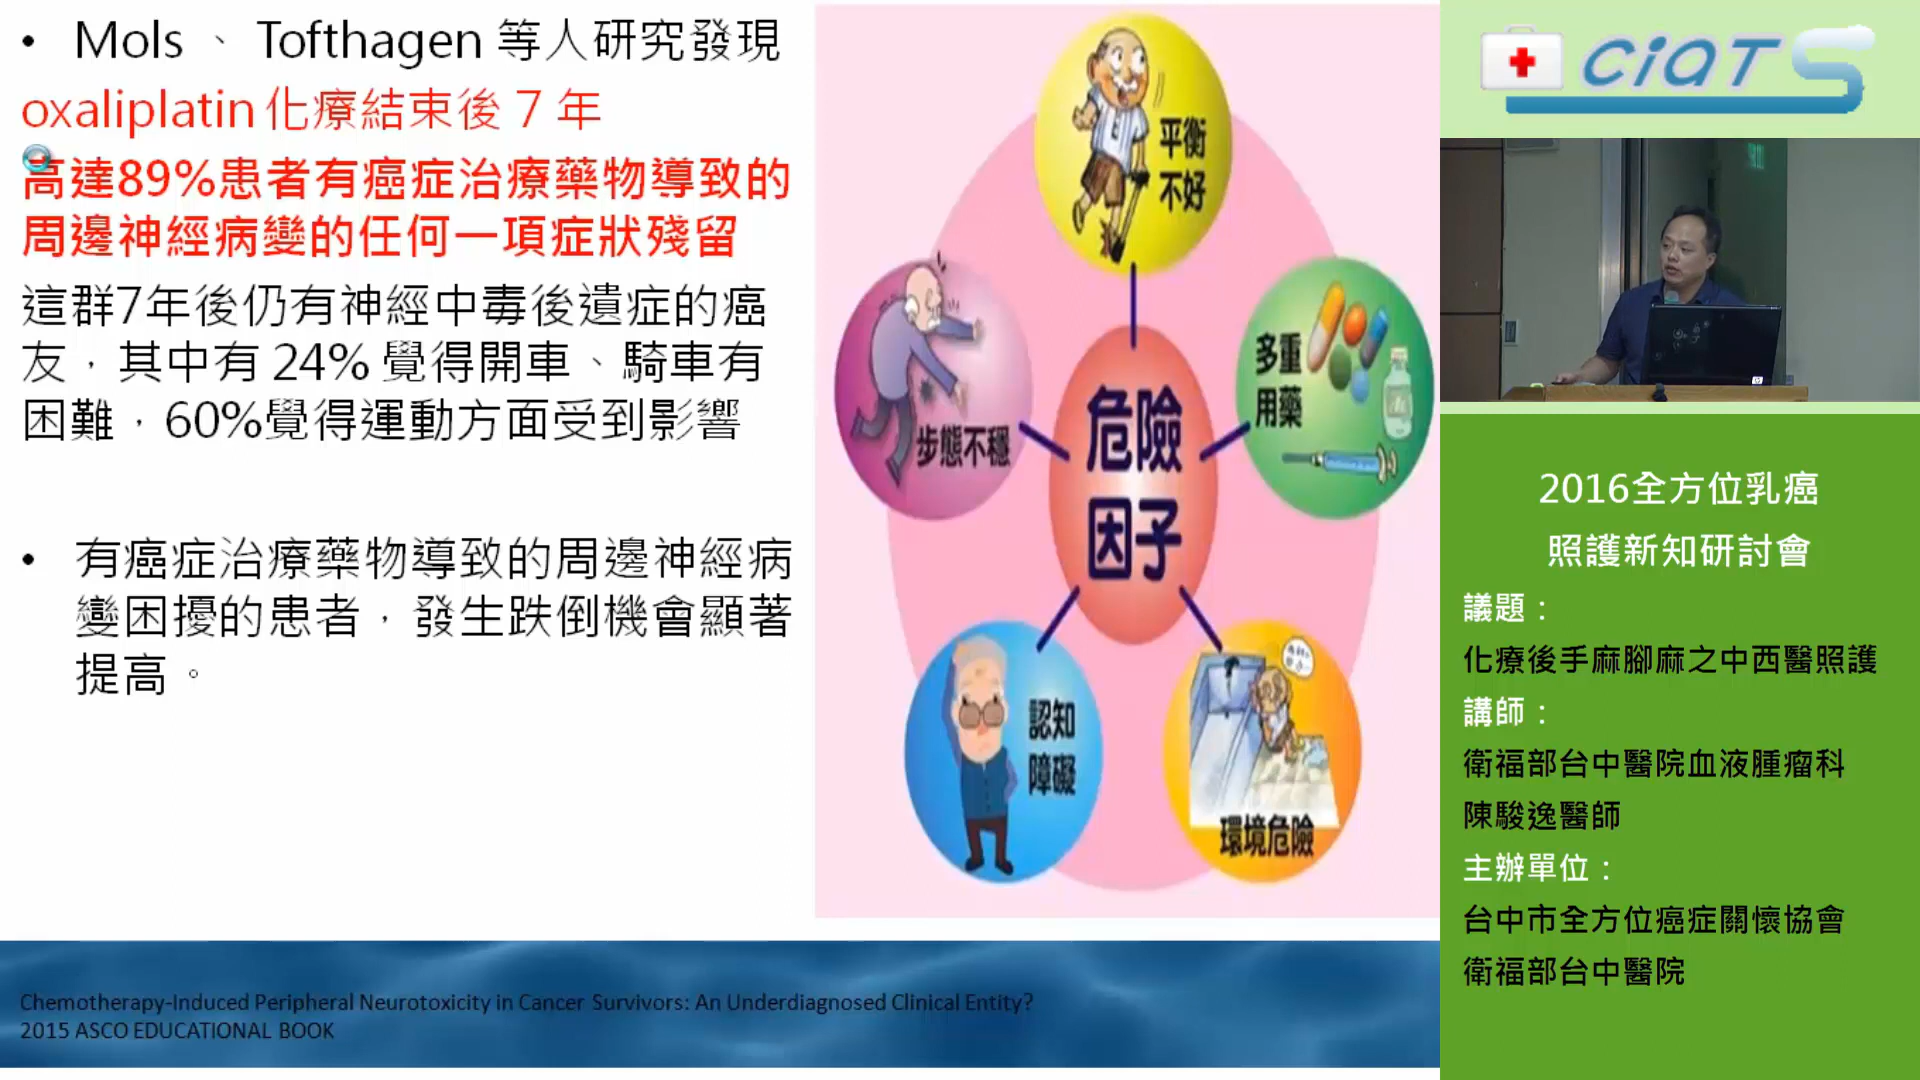 • Mols 、 Tofthagen 等人研究發現
oxaliplatin 化療結束後 7 年
高達89%患者有癌症治療藥物導致的
周邊神經病變的任何一項症狀殘留
這群7年後仍有神經中毒後遺症的癌
友，其中有 24% 覺得開車、騎車有
困難，60%覺得運動方面受到影響
• 有癌症治療藥物導致的周邊神經病
變困擾的患者，發生跌倒機會顯著
提高。
平衡
不好
多重
用藥
步態不穩
危險
因子
認知
障礙
環境危險
Chemotherapy-Induced Peripheral Neurotoxicity in Cancer Survivors: An Underdiagnosed Clinical Entity?
2015 ASCO EDUCATIONAL BOOK
CiATS
2016全方位乳癌
照護新知研討會
議題：
化療後手麻腳麻之中西醫照護
講師：
衛福部台中醫院血液腫瘤科
陳駿逸醫師
主辦單位：
台中市全方位癌症關懷協會
衛福部台中醫院